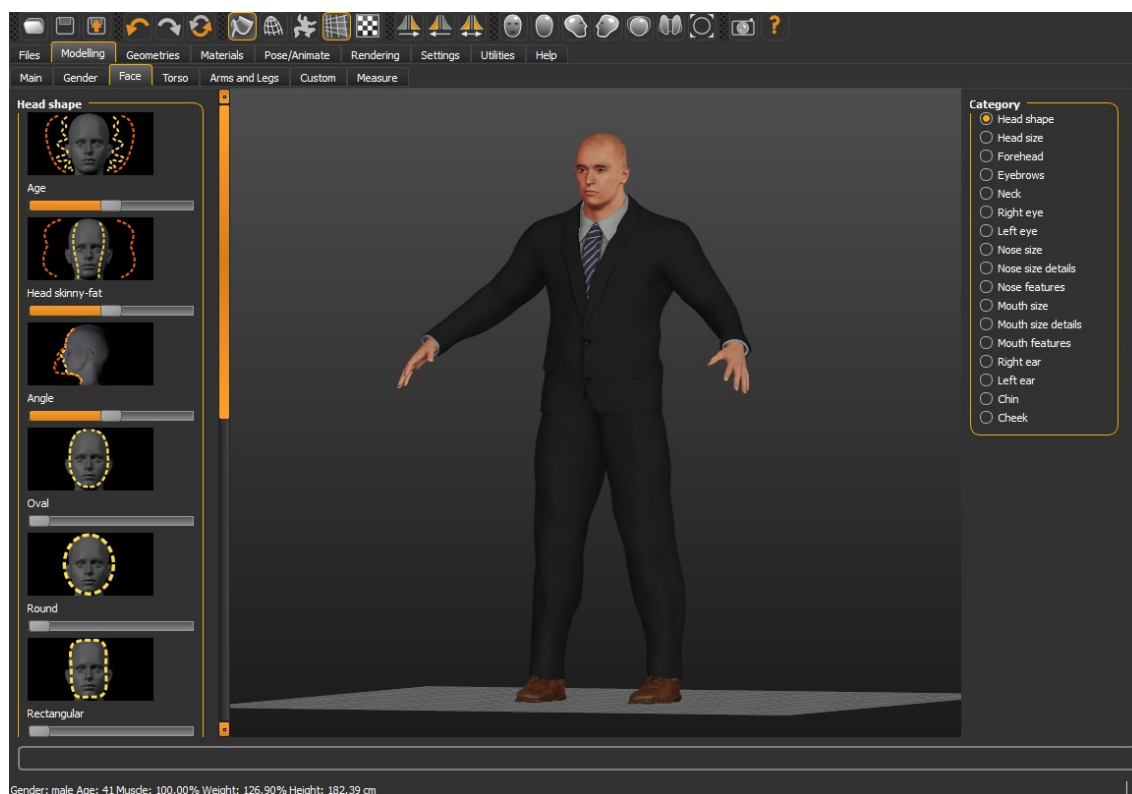 Files Modelling Geometries Materials Pose/Animate Rendering Settings Utilities Help
Main Gender Face Torso Arms and Legs Custom Measure
Head shape
Age
Head skinny-fat
Angle
Oval
Round
Rectangular
Category
Head shape
Head size
Forehead
Eyebrows
Neck
Right eye
Left eye
Nose size
Nose size details
Nose features
Mouth size
Mouth size details
Mouth features
Right ear
Left ear
Chin
Cheek
Gender: male Age: 41 Muscle: 100.00% Weight: 126.90% Height: 182.39 cm